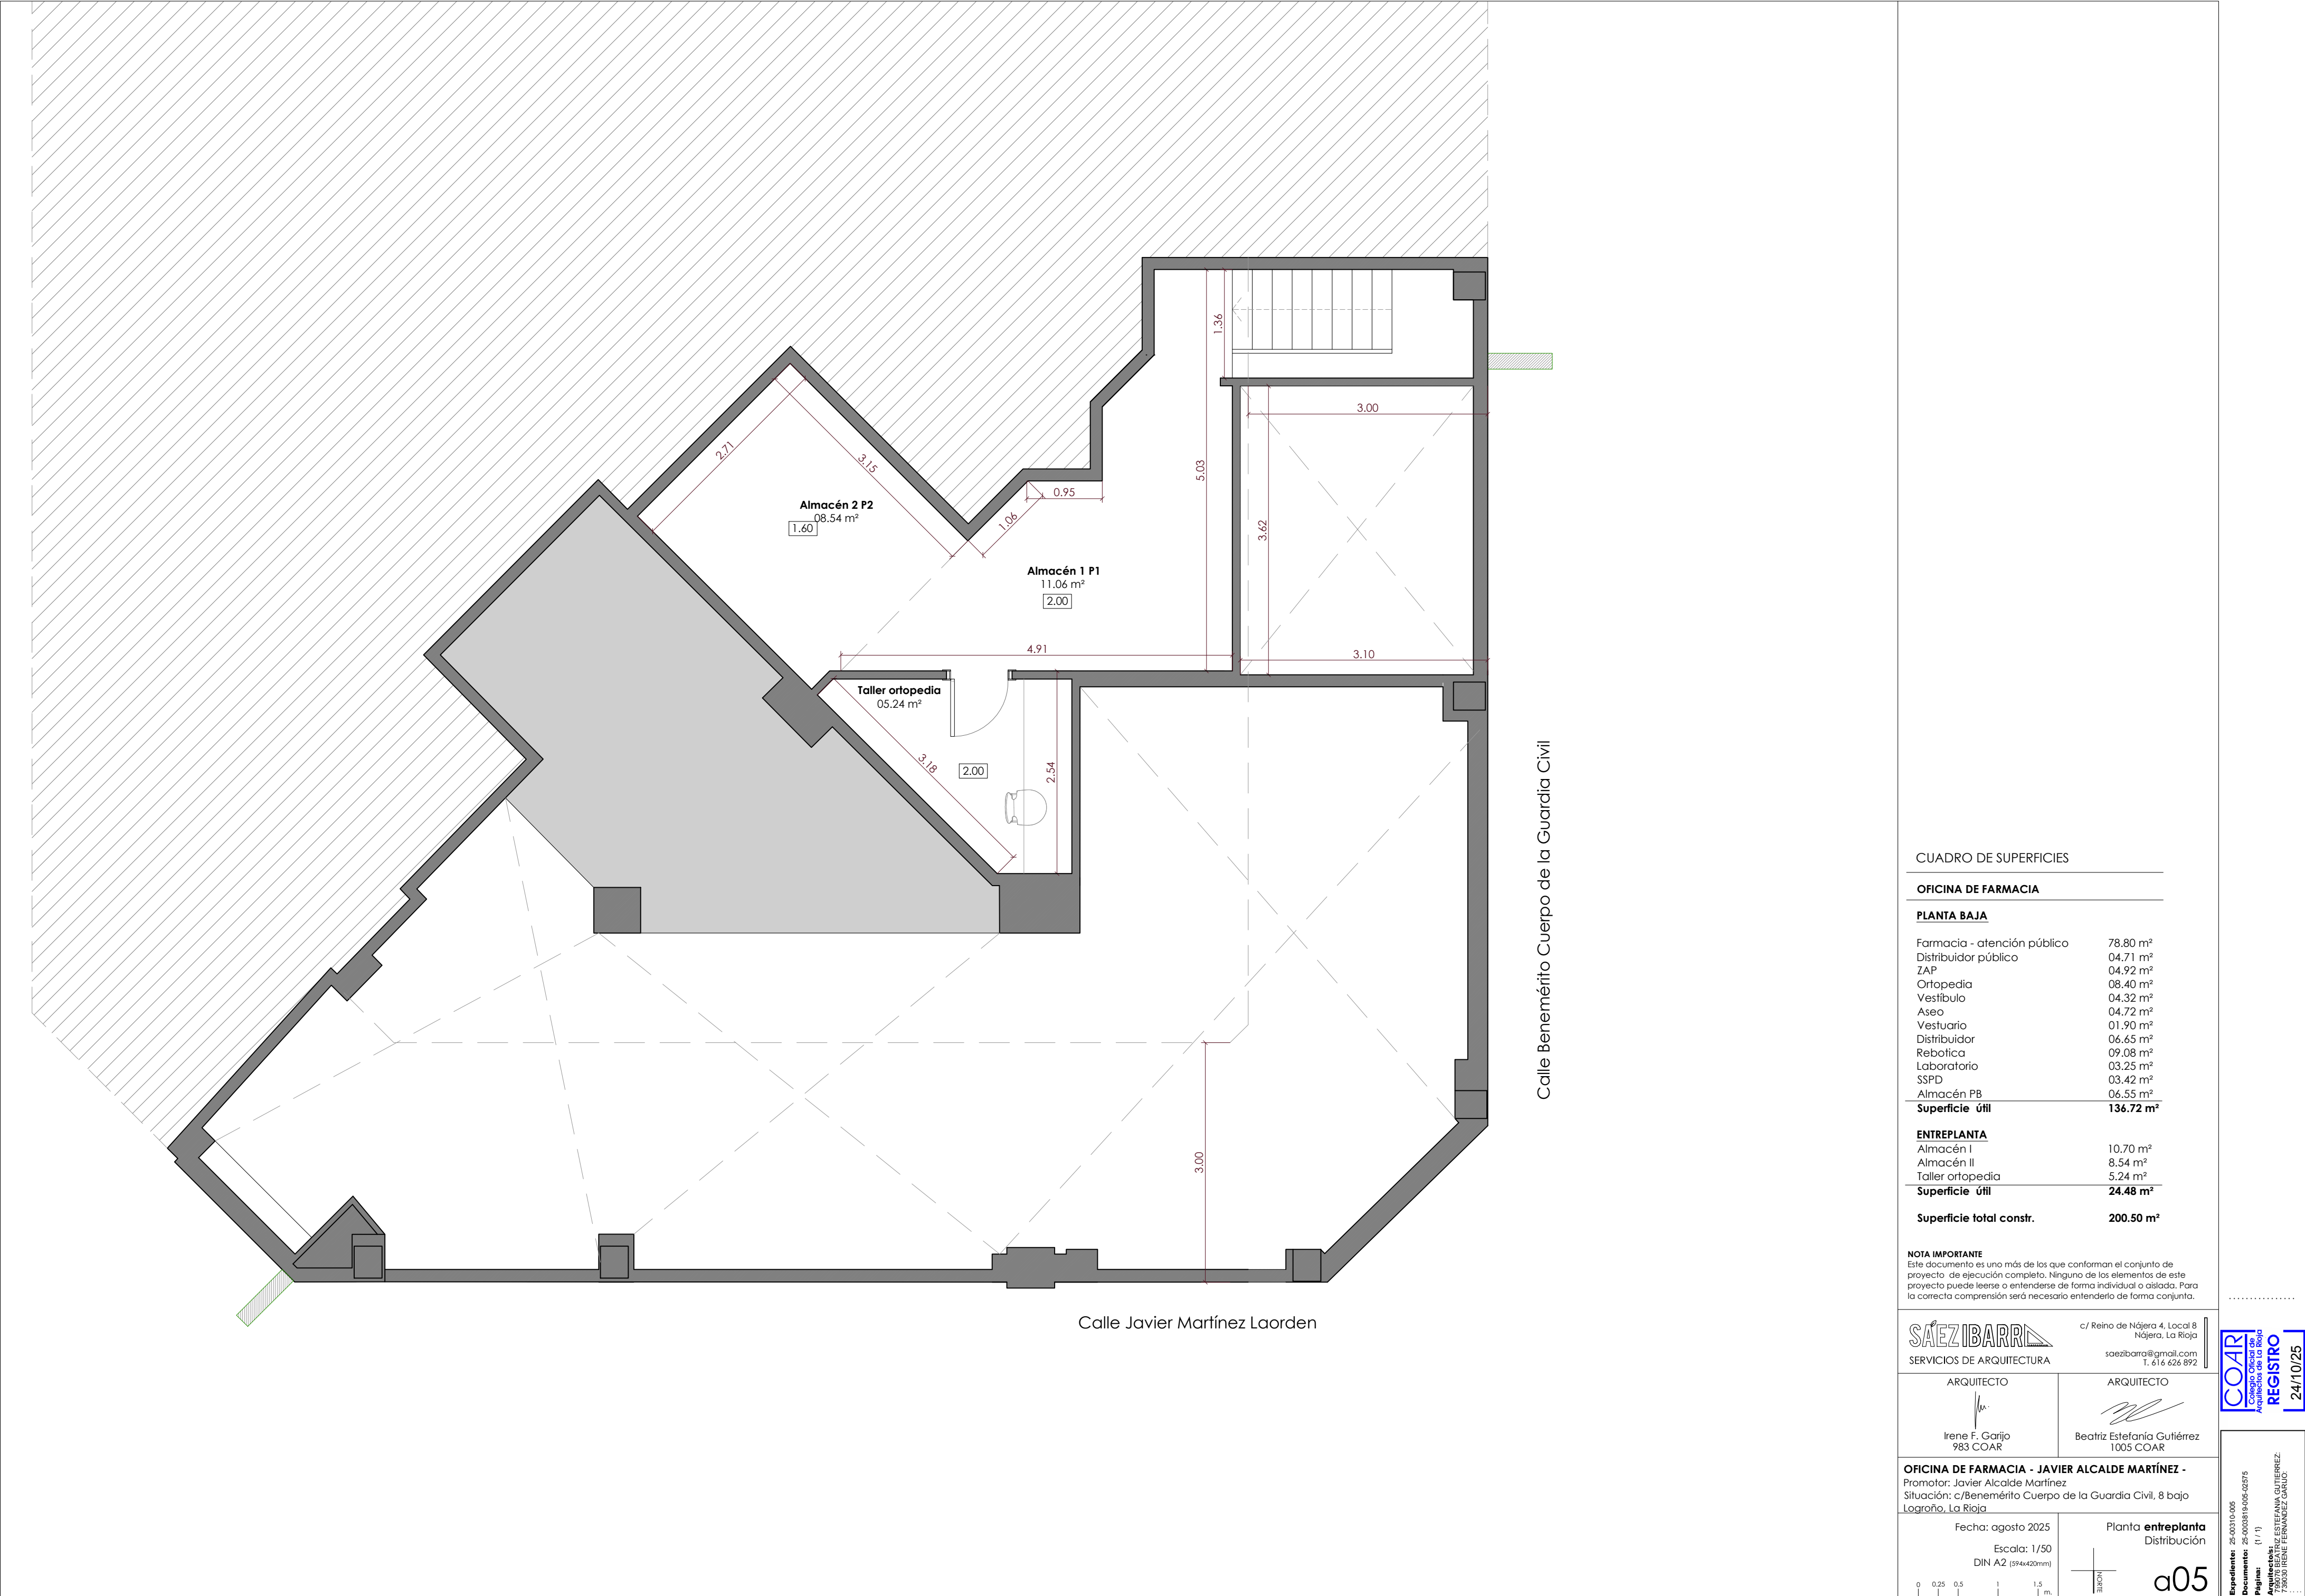 1.36
3.00
2.71
3.15
5.03
0.95
Almacén 2 P2
08.54 m²
1.60
1.06
3.62
Almacén 1 P1
11.06 m²
2.00
4.91
3.10
Taller ortopedia
05.24 m²
3.18
2.00
2.54
3.00
Calle Benemérito Cuerpo de la Guardia Civil
Calle Javier Martínez Laorden
CUADRO DE SUPERFICIES
OFICINA DE FARMACIA
PLANTA BAJA
Farmacia - atención público 78.80 m²
Distribuidor público 04.71 m²
ZAP 04.92 m²
Ortopedia 08.40 m²
Vestíbulo 04.32 m²
Aseo 04.72 m²
Vestuario 01.90 m²
Distribuidor 06.65 m²
Rebotica 09.08 m²
Laboratorio 03.25 m²
SSPD 03.42 m²
Almacén PB 06.55 m²
Superficie útil 136.72 m²
ENTREPLANTA
Almacén I 10.70 m²
Almacén II 8.54 m²
Taller ortopedia 5.24 m²
Superficie útil 24.48 m²
Superficie total constr. 200.50 m²
NOTA IMPORTANTE
Este documento es uno más de los que conforman el conjunto de
proyecto de ejecución completo. Ninguno de los elementos de este
proyecto puede leerse o entenderse de forma individual o aislada. Para
la correcta comprensión será necesario entenderlo de forma conjunta.
SÁEZIBARRA
SERVICIOS DE ARQUITECTURA
c/ Reino de Nájera 4, Local 8
Nájera, La Rioja
saezibarra@gmail.com
T. 616 626 892
ARQUITECTO
Irene F. Garijo
983 COAR
ARQUITECTO
Beatriz Estefanía Gutiérrez
1005 COAR
OFICINA DE FARMACIA - JAVIER ALCALDE MARTÍNEZ -
Promotor: Javier Alcalde Martínez
Situación: c/Benemérito Cuerpo de la Guardia Civil, 8 bajo
Logroño, La Rioja
Fecha: agosto 2025
Escala: 1/50
DIN A2 (594x420mm)
0 0.25 0.5 1 1.5
m.
NORTE
Planta entreplanta
Distribución
a05
COAR
Colegio Oficial de
Arquitectos de La Rioja
REGISTRO
24/10/25
Expediente: 25-00310-005
Documento: 25-0003819-005-02575
Página: (1 / 1)
Arquitecto/s:
799076 BEATRIZ ESTEFANIA GUTIERREZ:
739030 IRENE FERNANDEZ GARIJO: